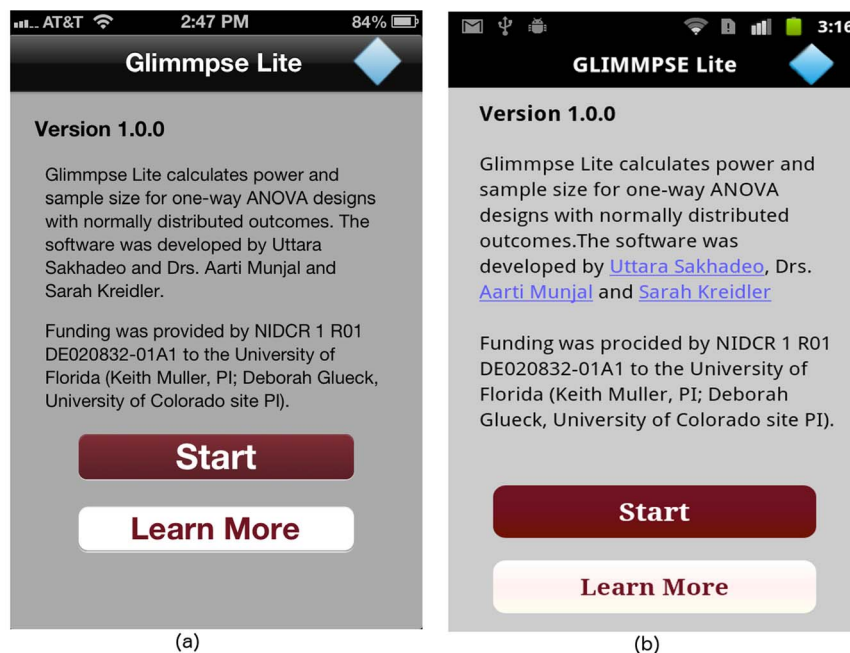 AT&T 2:47 PM 84%
Glimmpse Lite
Version 1.0.0
Glimmpse Lite calculates power and
sample size for one-way ANOVA designs
with normally distributed outcomes. The
software was developed by Uttara
Sakhadeo and Drs. Aarti Munjal and
Sarah Kreidler.
Funding was provided by NIDCR 1 R01
DE020832-01A1 to the University of
Florida (Keith Muller, PI; Deborah Glueck,
University of Colorado site PI).
Start
Learn More
(a)
3:16
GLIMMPSE Lite
Version 1.0.0
Glimmpse Lite calculates power and
sample size for one-way ANOVA
designs with normally distributed
outcomes.The software was
developed by Uttara Sakhadeo, Drs.
Aarti Munjal and Sarah Kreidler
Funding was procided by NIDCR 1 R01
DE020832-01A1 to the University of
Florida (Keith Muller, PI; Deborah
Glueck, University of Colorado site PI).
Start
Learn More
(b)